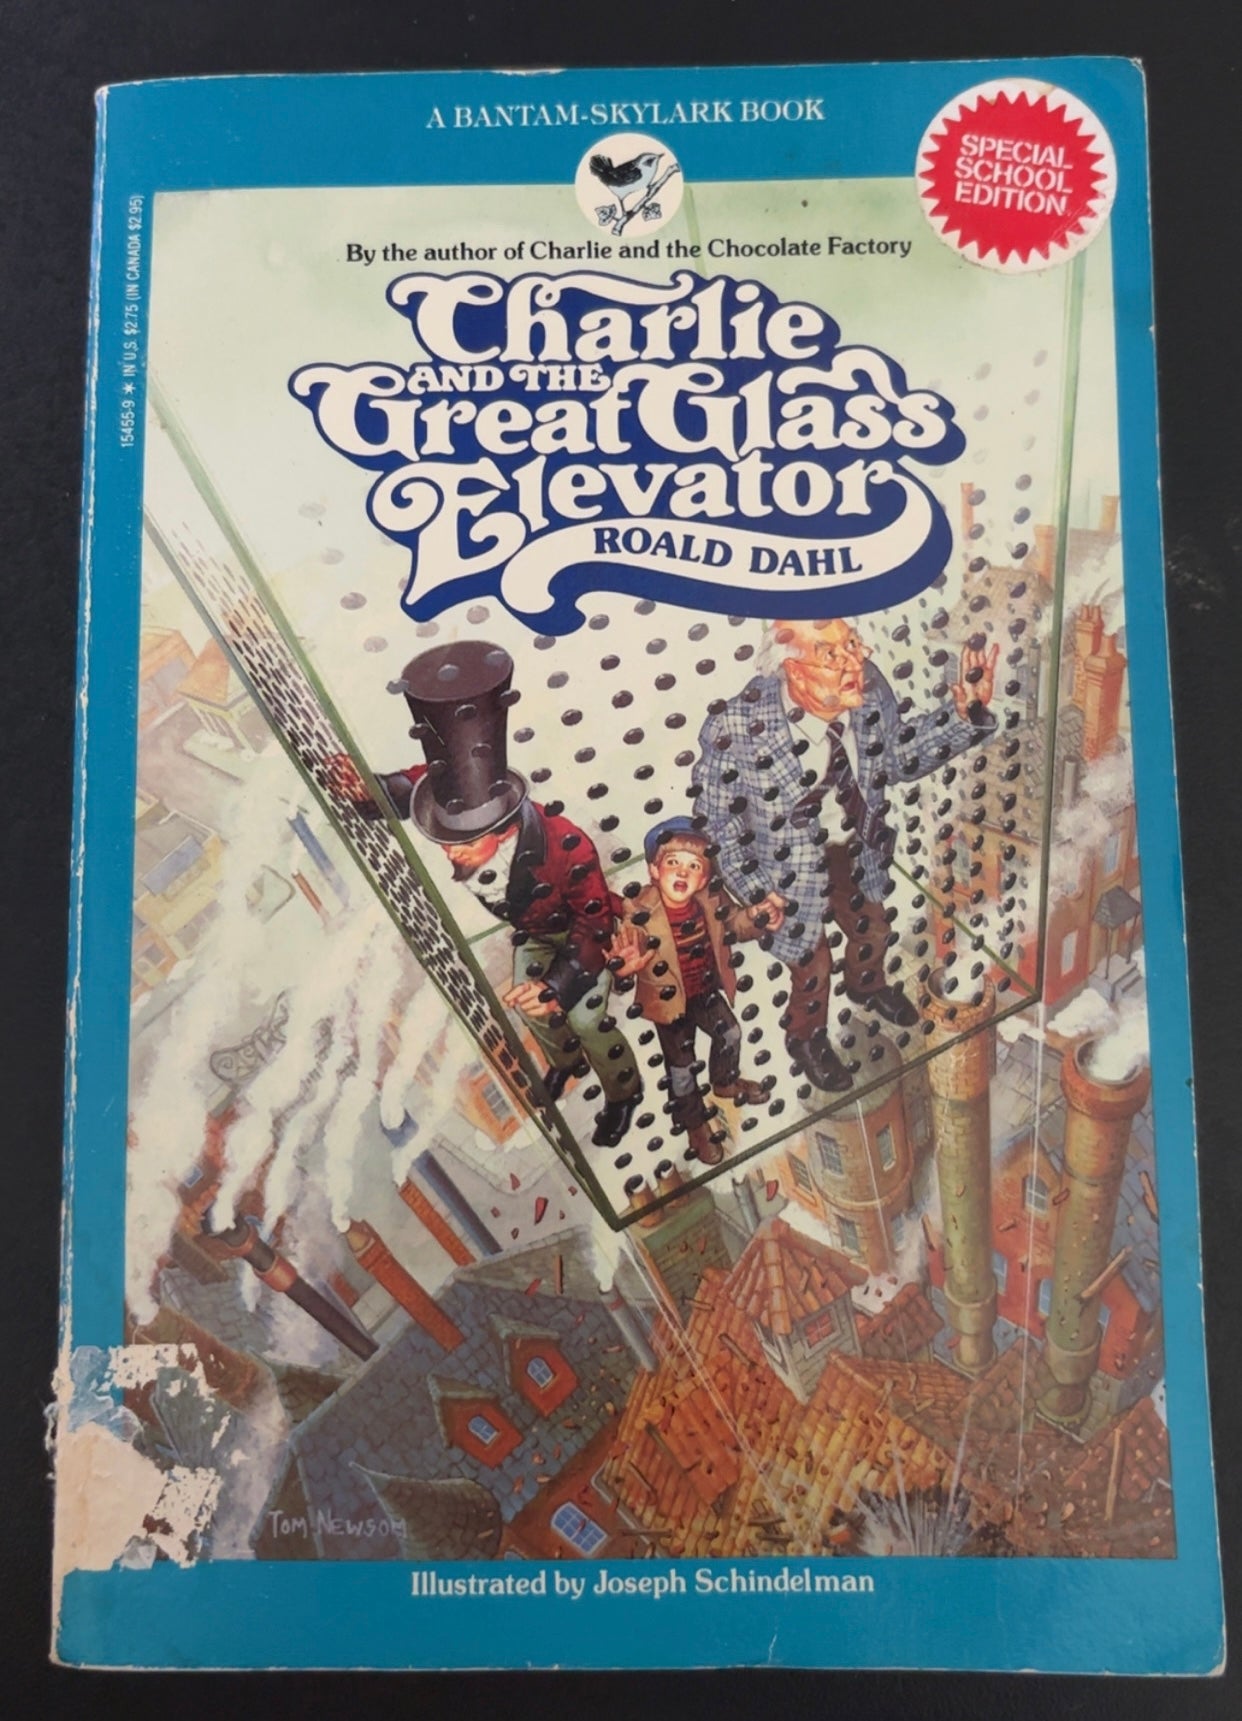 A BANTAM-SKYLARK BOOK
SPECIAL
SCHOOL
EDITION
15455-9 * IN U.S. $2.75 (IN CANADA $2.95)
By the author of Charlie and the Chocolate Factory
Charlie
AND THE
Great Glass
Elevator
ROALD DAHL
TOM NEWSOM
Illustrated by Joseph Schindelman